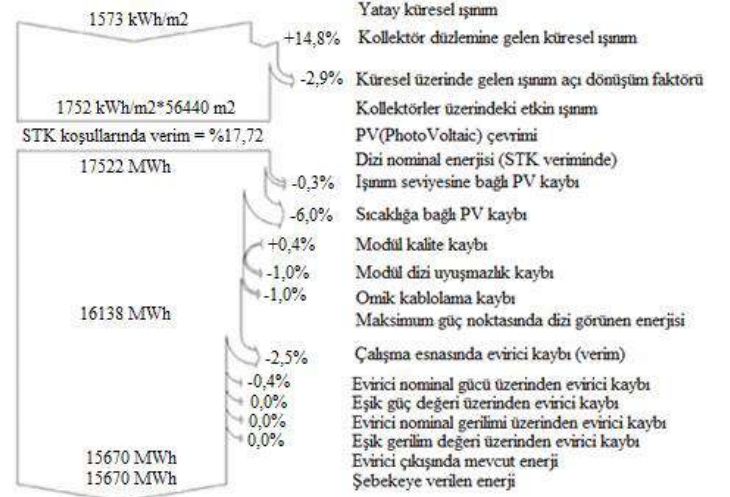 Yatay küresel ışınım
1573 kWh/m2
+14,8% Kollektör düzlemine gelen küresel ışınım
-2,9% Küresel üzerinde gelen ışınım açı dönüşüm faktörü
1752 kWh/m2*56440 m2 Kollektörler üzerindeki etkin ışınım
STK koşullarında verim = %17,72 PV(PhotoVoltaic) çevrimi
Dizi nominal enerjisi (STK veriminde)
17522 MWh
-0,3% Işınım seviyesine bağlı PV kaybı
-6,0% Sıcaklığa bağlı PV kaybı
+0,4% Modül kalite kaybı
-1,0% Modül dizi uyuşmazlık kaybı
-1,0% Omik kablolama kaybı
16138 MWh Maksimum güç noktasında dizi görünen enerjisi
-2,5% Çalışma esnasında evirici kaybı (verim)
-0,4% Evirici nominal gücü üzerinden evirici kaybı
0,0% Eşik güç değeri üzerinden evirici kaybı
0,0% Evirici nominal gerilimi üzerinden evirici kaybı
0,0% Eşik gerilim değeri üzerinden evirici kaybı
15670 MWh Evirici çıkışında mevcut enerji
15670 MWh Şebekeye verilen enerji